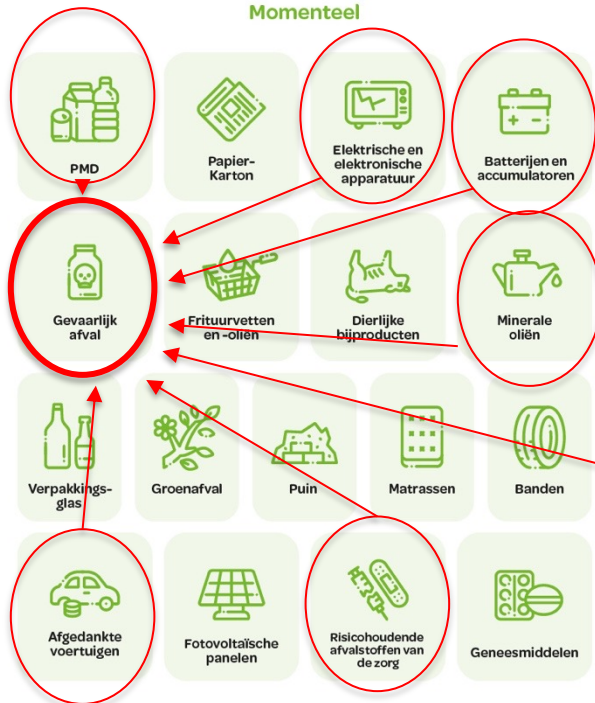 Momenteel
PMD
Papier-
Karton
Elektrische en
elektronische
apparatuur
Batterijen en
accumulatoren
Gevaarlijk
afval
Frituurvetten
en -oliën
Dierlijke
bijproducten
Minerale
oliën
Verpakkings-
glas
Groenafval
Puin
Matrassen
Banden
Afgedankte
voertuigen
Fotovoltaïsche
panelen
Risicohoudende
afvalstoffen van
de zorg
Geneesmiddelen